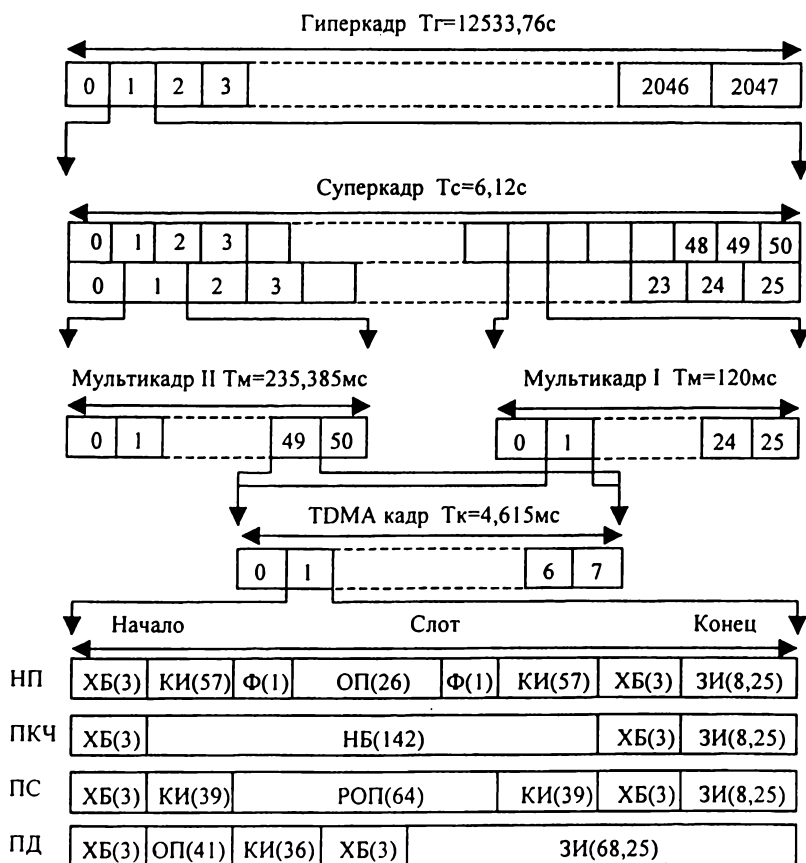 Гиперкадр Тг=12533,76с
0 1 2 3 2046 2047
Суперкадр Тс=6,12с
0 1 2 3 48 49 50
0 1 2 3 23 24 25
Мультикадр II Тм=235,385мс
Мультикадр I Тм=120мс
0 1 49 50
0 1 24 25
TDMA кадр Тк=4,615мс
0 1 6 7
Начало Слот Конец
НП ХБ(3) КИ(57) Ф(1) ОП(26) Ф(1) КИ(57) ХБ(3) ЗИ(8,25)
ПКЧ ХБ(3) НБ(142) ХБ(3) ЗИ(8,25)
ПС ХБ(3) КИ(39) РОП(64) КИ(39) ХБ(3) ЗИ(8,25)
ПД ХБ(3) ОП(41) КИ(36) ХБ(3) ЗИ(68,25)